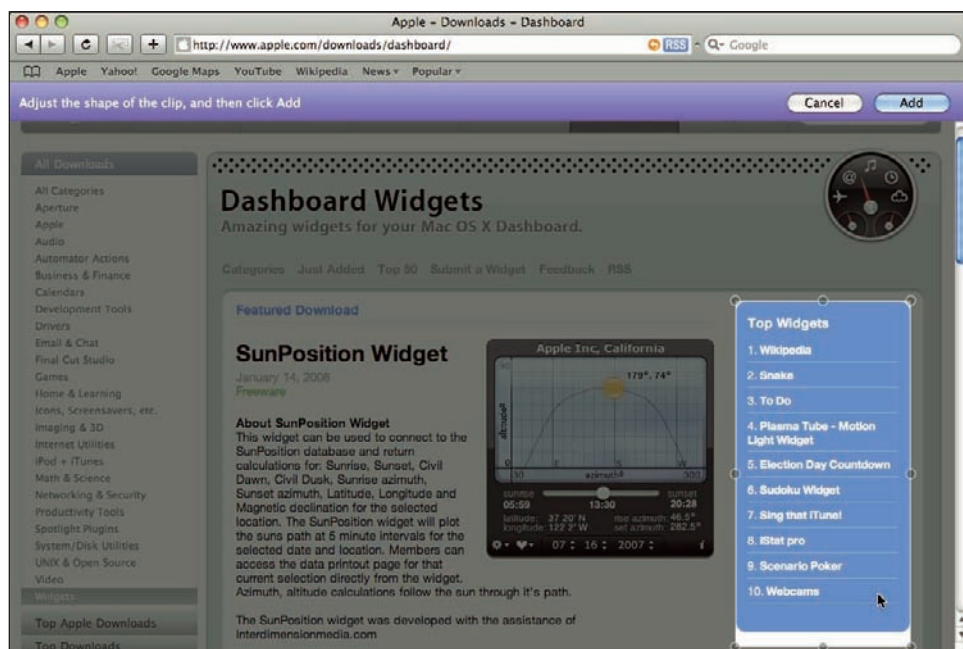 Apple – Downloads – Dashboard
http://www.apple.com/downloads/dashboard/
RSS
Google
Apple Yahoo! Google Maps YouTube Wikipedia News Popular
Adjust the shape of the clip, and then click Add
Cancel
Add
All Downloads
All Categories
Aperture
Apple
Audio
Automator Actions
Business & Finance
Calendars
Development Tools
Drivers
Email & Chat
Final Cut Studio
Games
Home & Learning
Icons, Screensavers, etc.
Imaging & 3D
Internet Utilities
iPod + iTunes
Math & Science
Networking & Security
Productivity Tools
Spotlight Plugins
System/Disk Utilities
UNIX & Open Source
Video
Widgets
Top Apple Downloads
Top Downloads
Dashboard Widgets
Amazing widgets for your Mac OS X Dashboard.
Categories Just Added Top 50 Submit a Widget Feedback RSS
Featured Download
SunPosition Widget
January 14, 2008
Freeware
About SunPosition Widget
This widget can be used to connect to the
SunPosition database and return
calculations for: Sunrise, Sunset, Civil
Dawn, Civil Dusk, Sunrise azimuth,
Sunset azimuth, Latitude, Longitude and
Magnetic declination for the selected
location. The SunPosition widget will plot
the suns path at 5 minute intervals for the
selected date and location. Members can
access the data printout page for that
current selection directly from the widget.
Azimuth, altitude calculations follow the sun through it's path.
The SunPosition widget was developed with the assistance of
Interdimensionmedia.com
Apple Inc, California
90
179°, 74°
altitude°
0
E S W
30 azimuth° 300
sunrise sunset
05:59 13:30 20:28
latitude: 37 20' N rise azimuth: 46.5°
longitude: 122 2' W set azimuth: 282.5°
07 16 2007
Top Widgets
1. Wikipedia
2. Snake
3. To Do
4. Plasma Tube - Motion
Light Widget
5. Election Day Countdown
6. Sudoku Widget
7. Sing that iTune!
8. iStat pro
9. Scenario Poker
10. Webcams